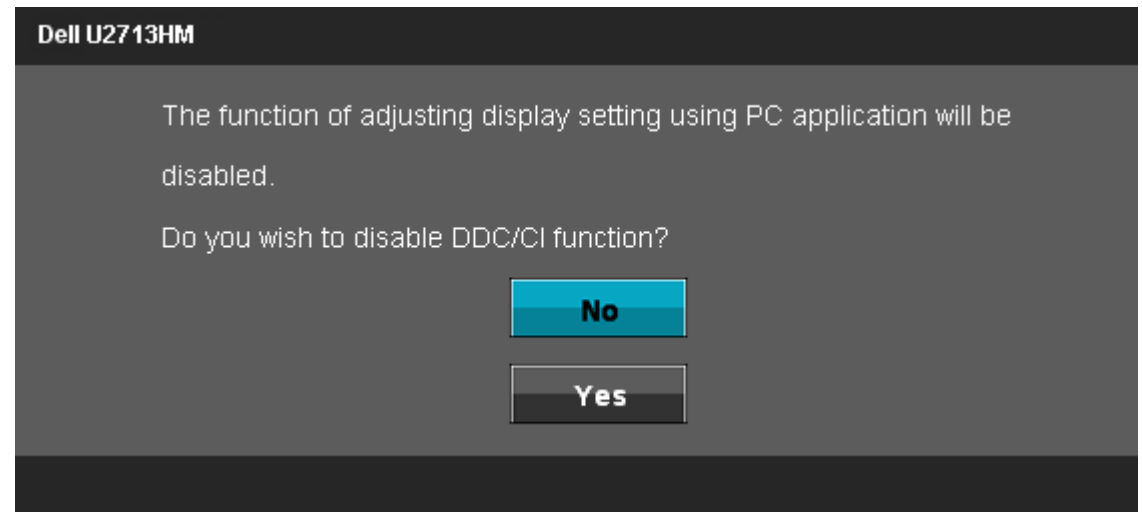 Dell U2713HM
The function of adjusting display setting using PC application will be
disabled.
Do you wish to disable DDC/CI function?
No
Yes